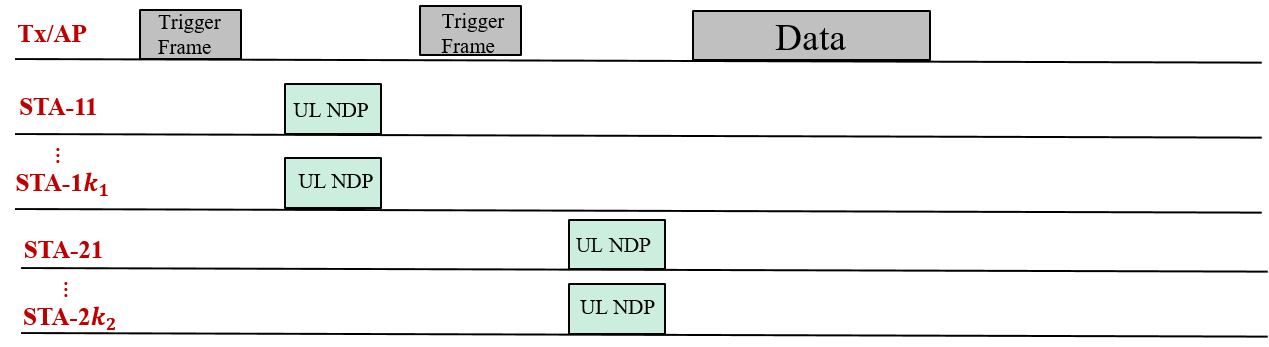 Tx/AP
Trigger
Frame
Trigger
Frame
Data
STA-11
UL NDP
⋮
STA-1k₁
UL NDP
STA-21
UL NDP
⋮
STA-2k₂
UL NDP